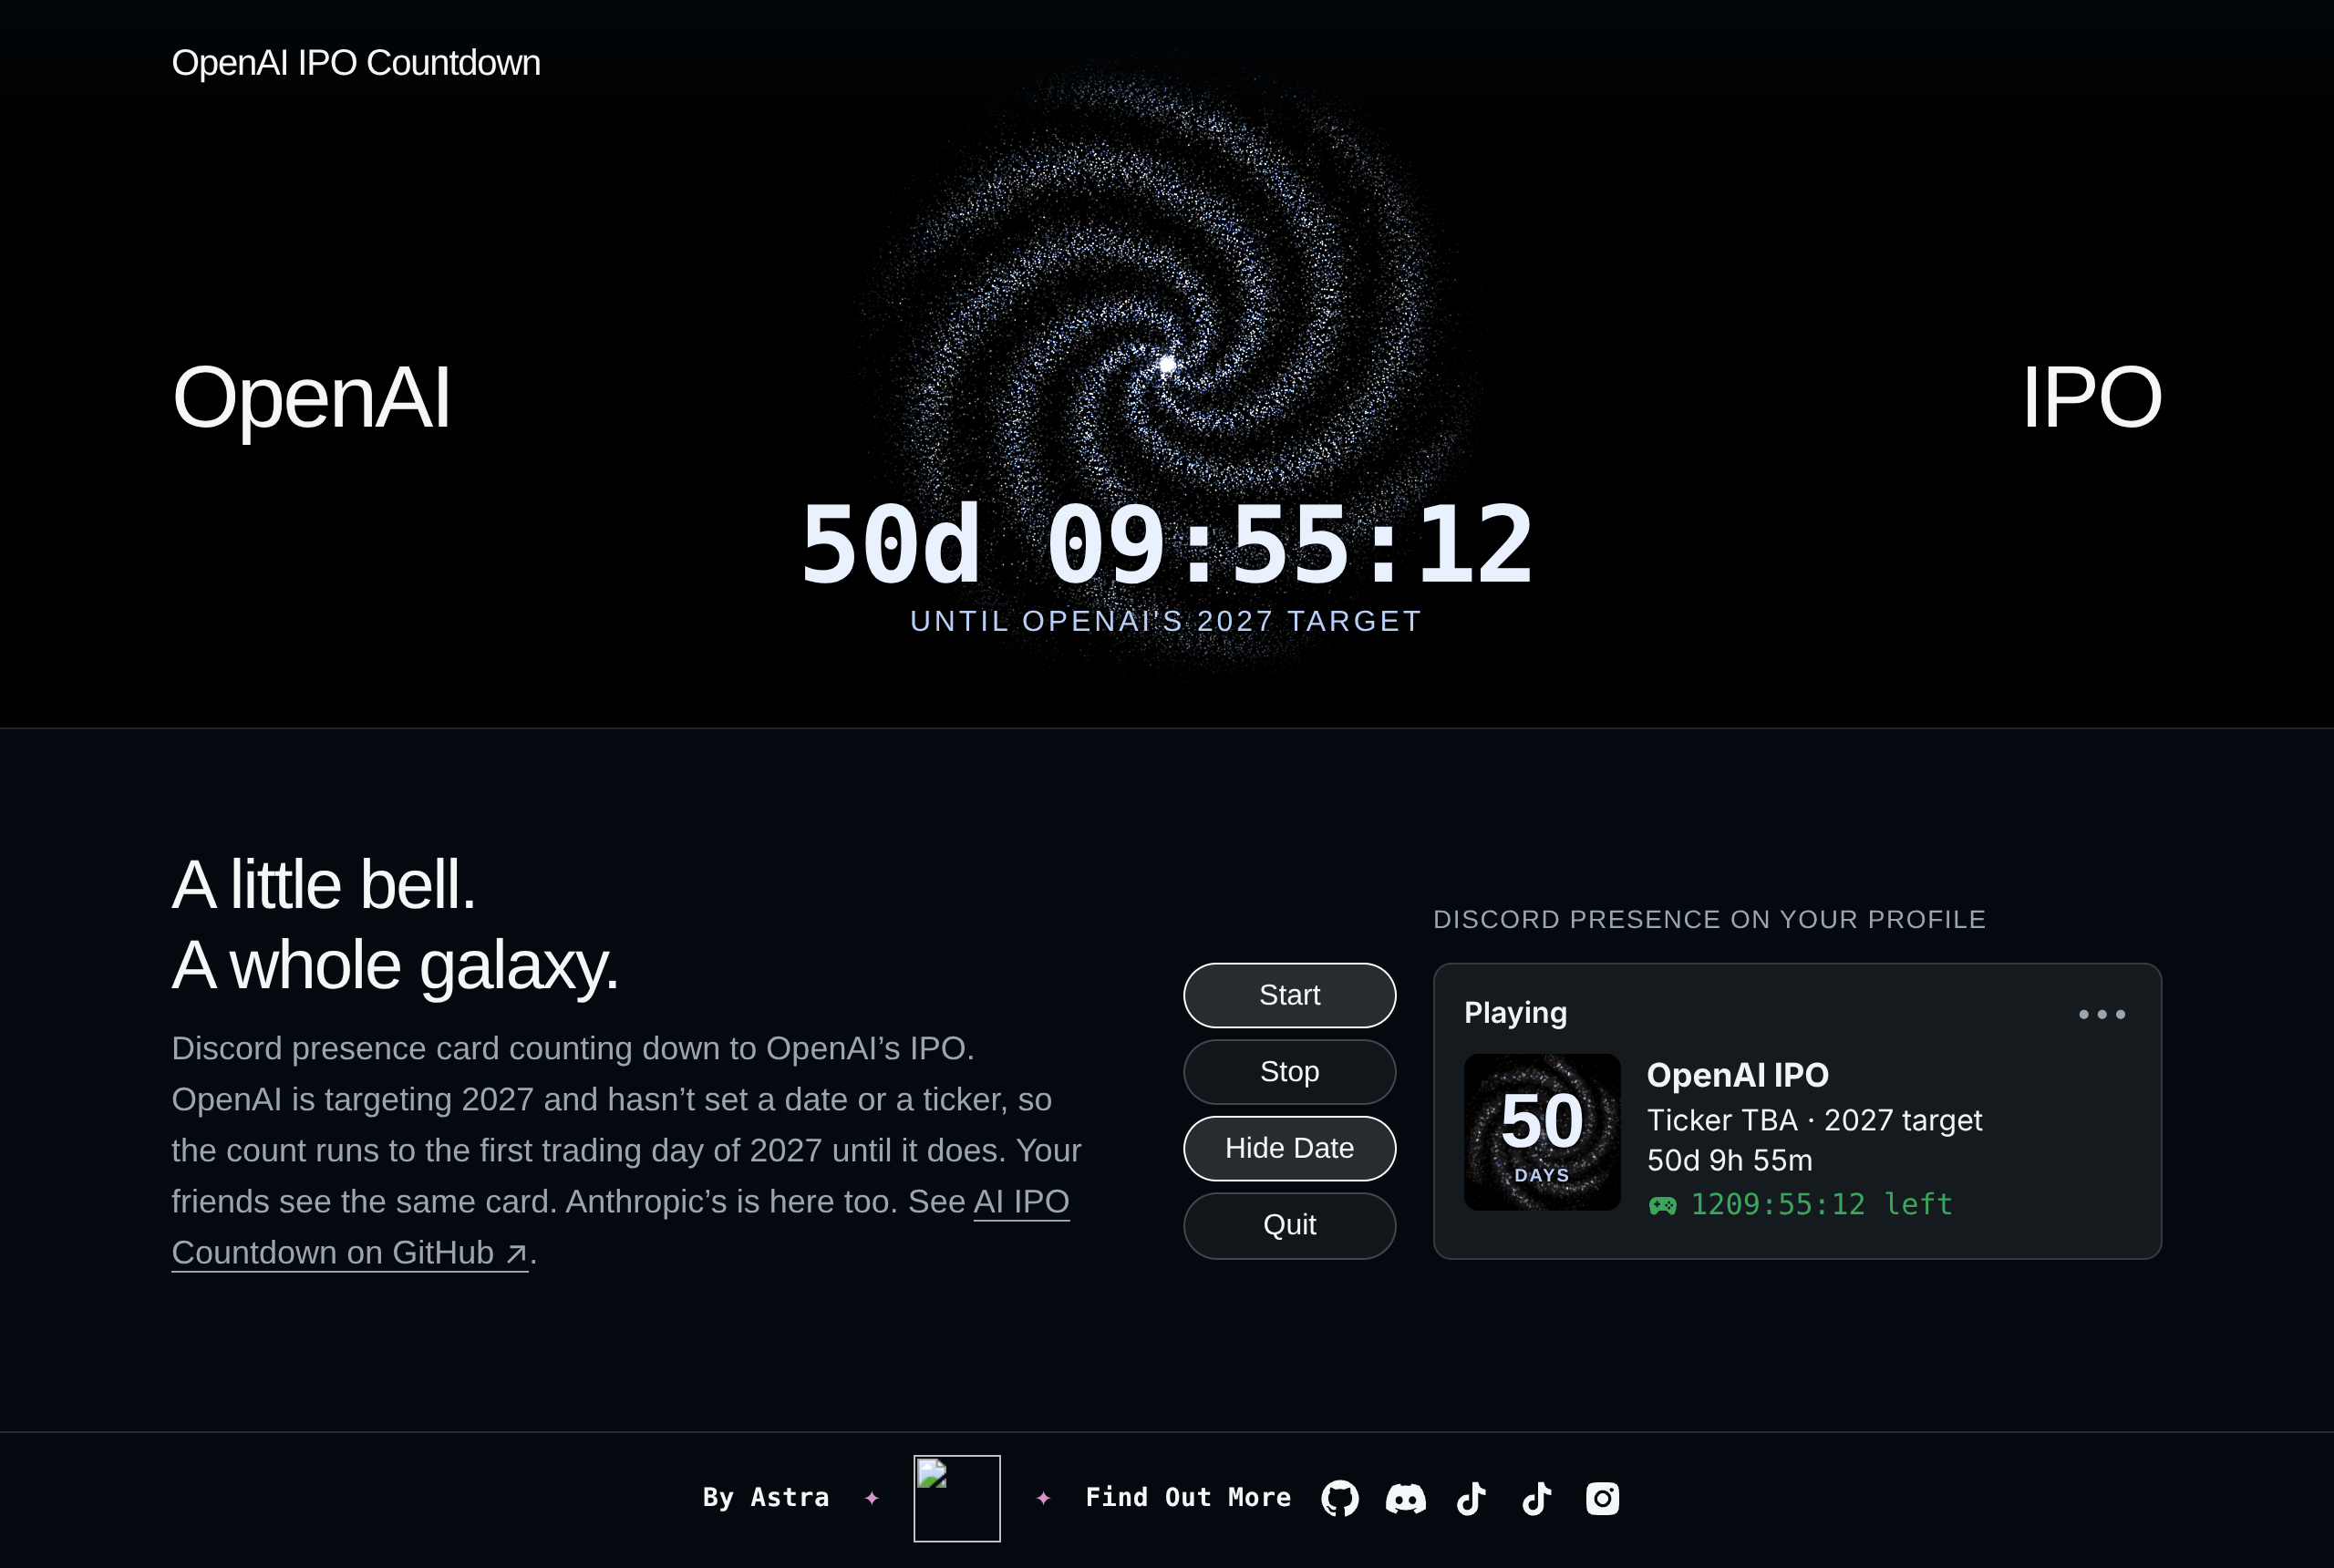 OpenAI IPO Countdown
OpenAI
IPO
50d 09:55:12
UNTIL OPENAI'S 2027 TARGET
A little bell.
A whole galaxy.
Discord presence card counting down to OpenAI’s IPO.
OpenAI is targeting 2027 and hasn’t set a date or a ticker, so
the count runs to the first trading day of 2027 until it does. Your
friends see the same card. Anthropic’s is here too. See AI IPO
Countdown on GitHub ↗.
Start
Stop
Hide Date
Quit
DISCORD PRESENCE ON YOUR PROFILE
Playing
50
DAYS
OpenAI IPO
Ticker TBA · 2027 target
50d 9h 55m
1209:55:12 left
By Astra ✦ ✦ Find Out More